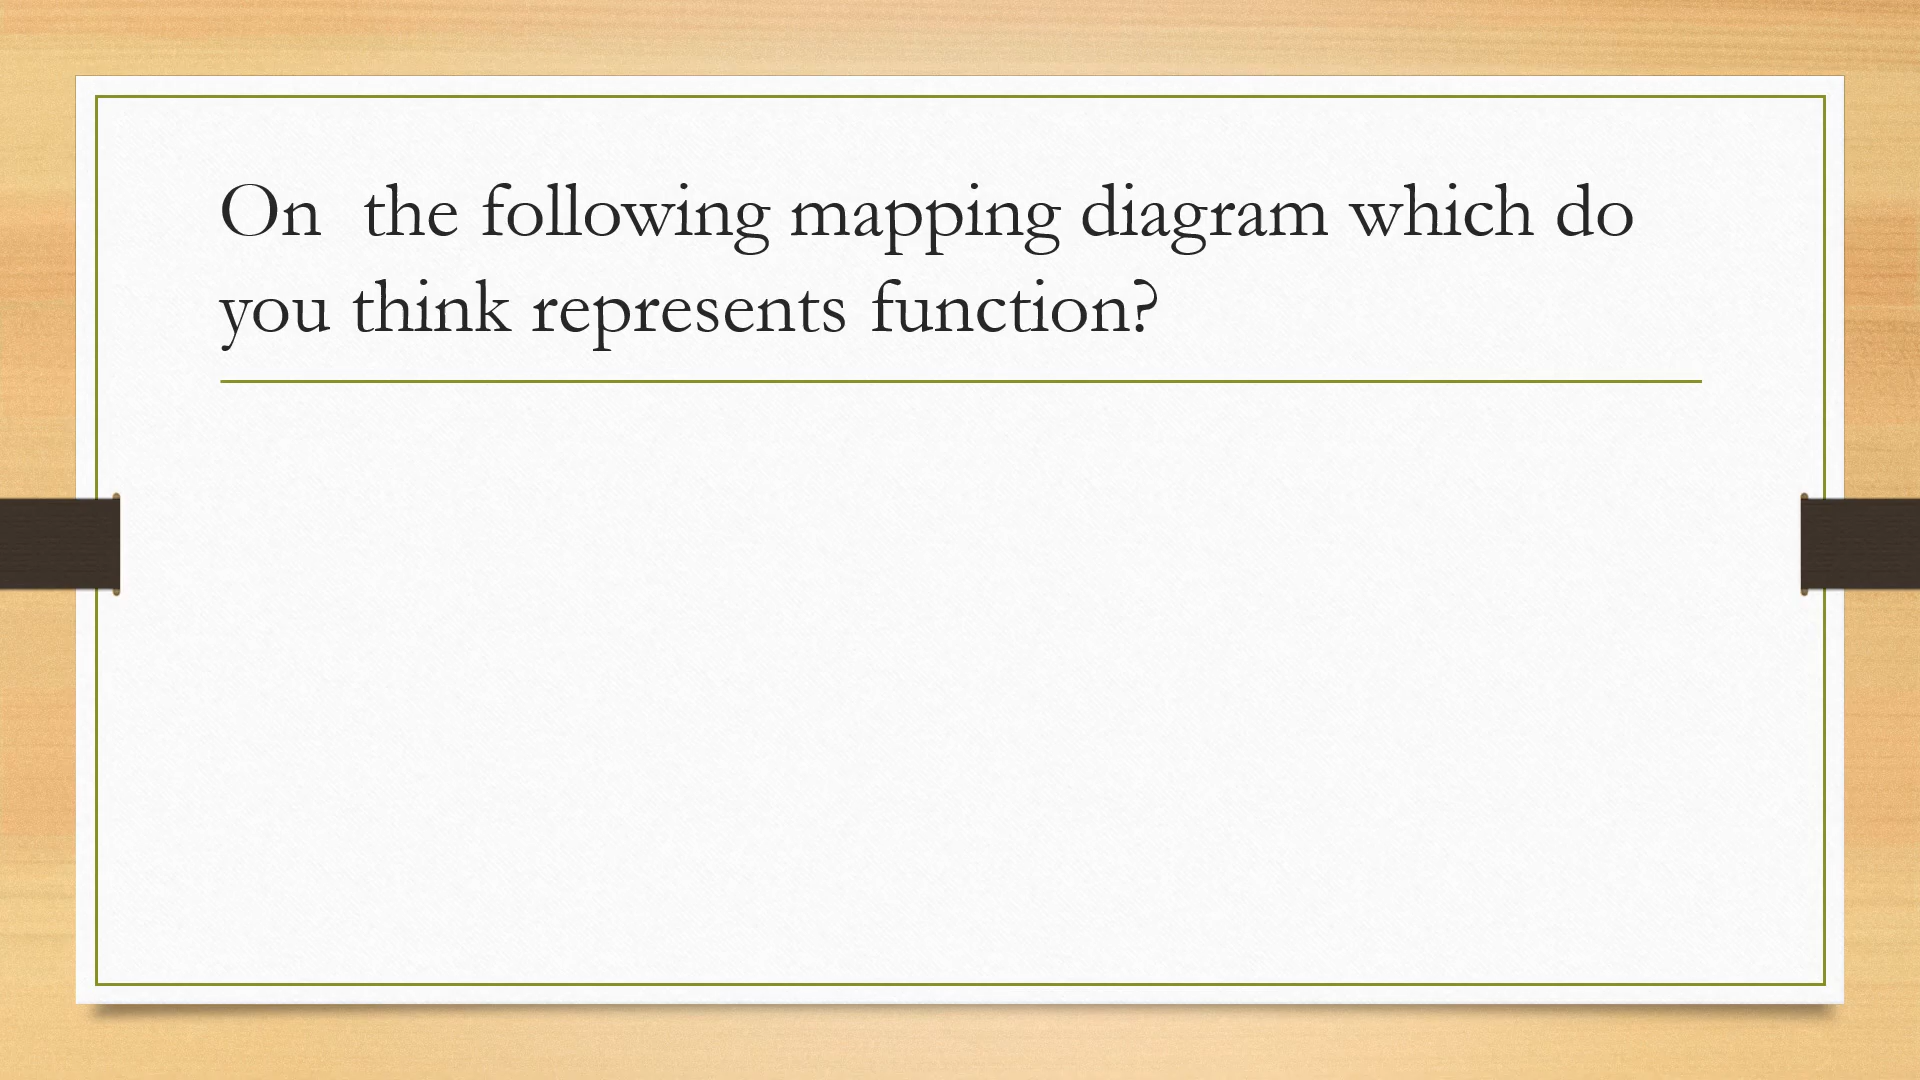 On  the following mapping diagram which do
you think represents function?